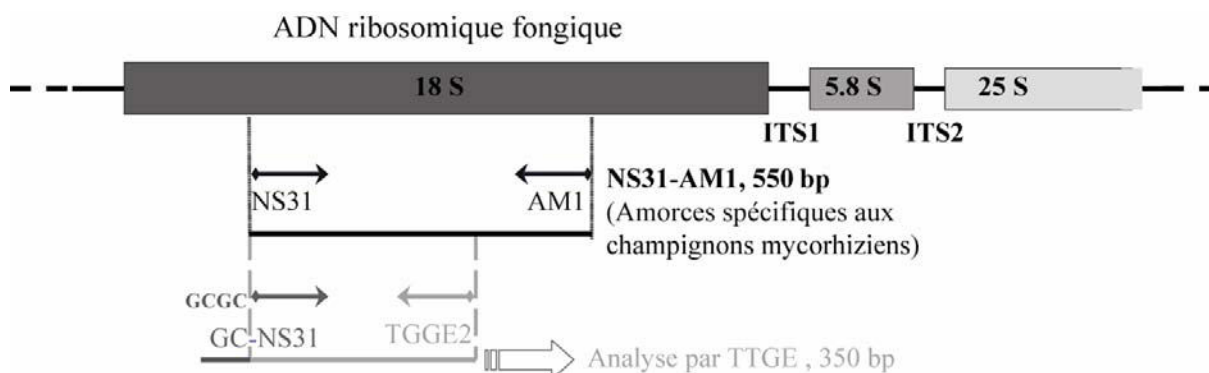 ADN ribosomique fongique
18 S
5.8 S
25 S
ITS1
ITS2
NS31
AM1
NS31-AM1, 550 bp
(Amorces spécifiques aux
champignons mycorhiziens)
GCGC
GC-NS31
TGGE2
Analyse par TTGE , 350 bp